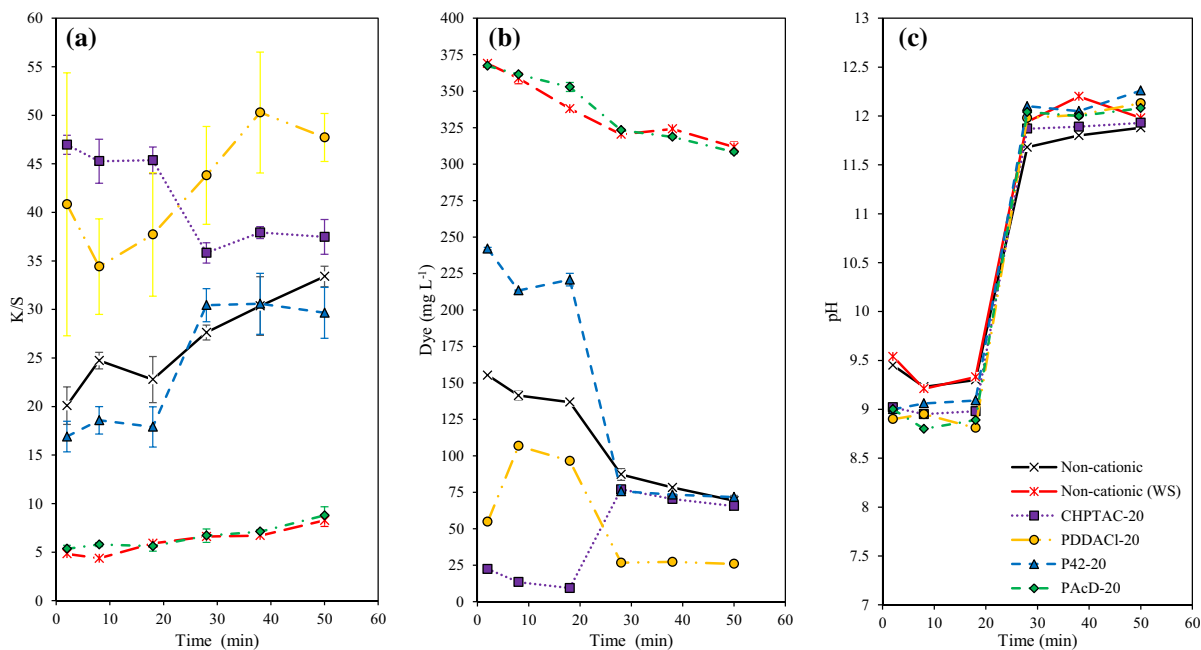 (a)
K/S
60
55
50
45
40
35
30
25
20
15
10
5
0
0 10 20 30 40 50 60
Time (min)
(b)
Dye (mg L⁻¹)
400
375
350
325
300
275
250
225
200
175
150
125
100
75
50
25
0
0 10 20 30 40 50 60
Time (min)
(c)
pH
13
12.5
12
11.5
11
10.5
10
9.5
9
8.5
8
7.5
7
Non-cationic
Non-cationic (WS)
CHPTAC-20
PDDACl-20
P42-20
PAcD-20
0 10 20 30 40 50 60
Time (min)